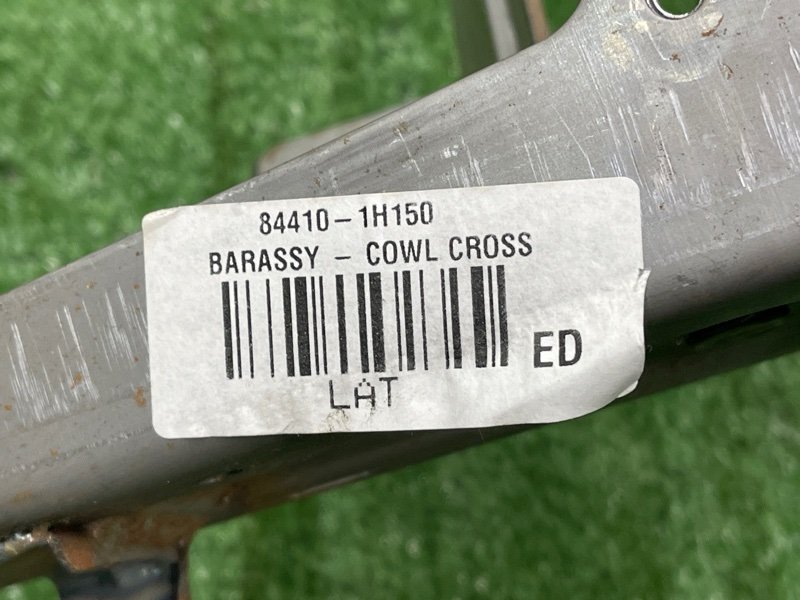 84410-1H150
BARASSY - COWL CROSS
ED
LAT